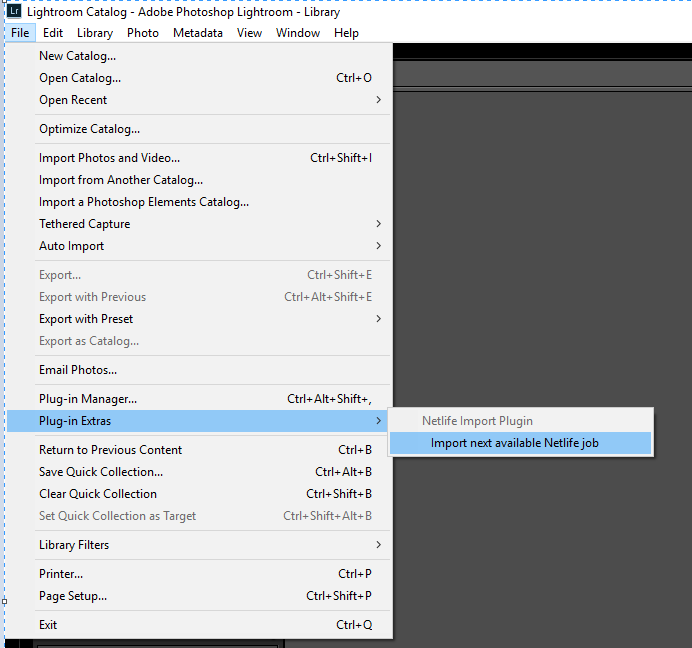 Lr Lightroom Catalog - Adobe Photoshop Lightroom - Library
File Edit Library Photo Metadata View Window Help
New Catalog...
Open Catalog... Ctrl+O
Open Recent
Optimize Catalog...
Import Photos and Video... Ctrl+Shift+I
Import from Another Catalog...
Import a Photoshop Elements Catalog...
Tethered Capture
Auto Import
Export... Ctrl+Shift+E
Export with Previous Ctrl+Alt+Shift+E
Export with Preset
Export as Catalog...
Email Photos...
Plug-in Manager... Ctrl+Alt+Shift+,
Plug-in Extras Netlife Import Plugin
Import next available Netlife job
Return to Previous Content Ctrl+B
Save Quick Collection... Ctrl+Alt+B
Clear Quick Collection Ctrl+Shift+B
Set Quick Collection as Target Ctrl+Shift+Alt+B
Library Filters
Printer... Ctrl+P
Page Setup... Ctrl+Shift+P
Exit Ctrl+Q